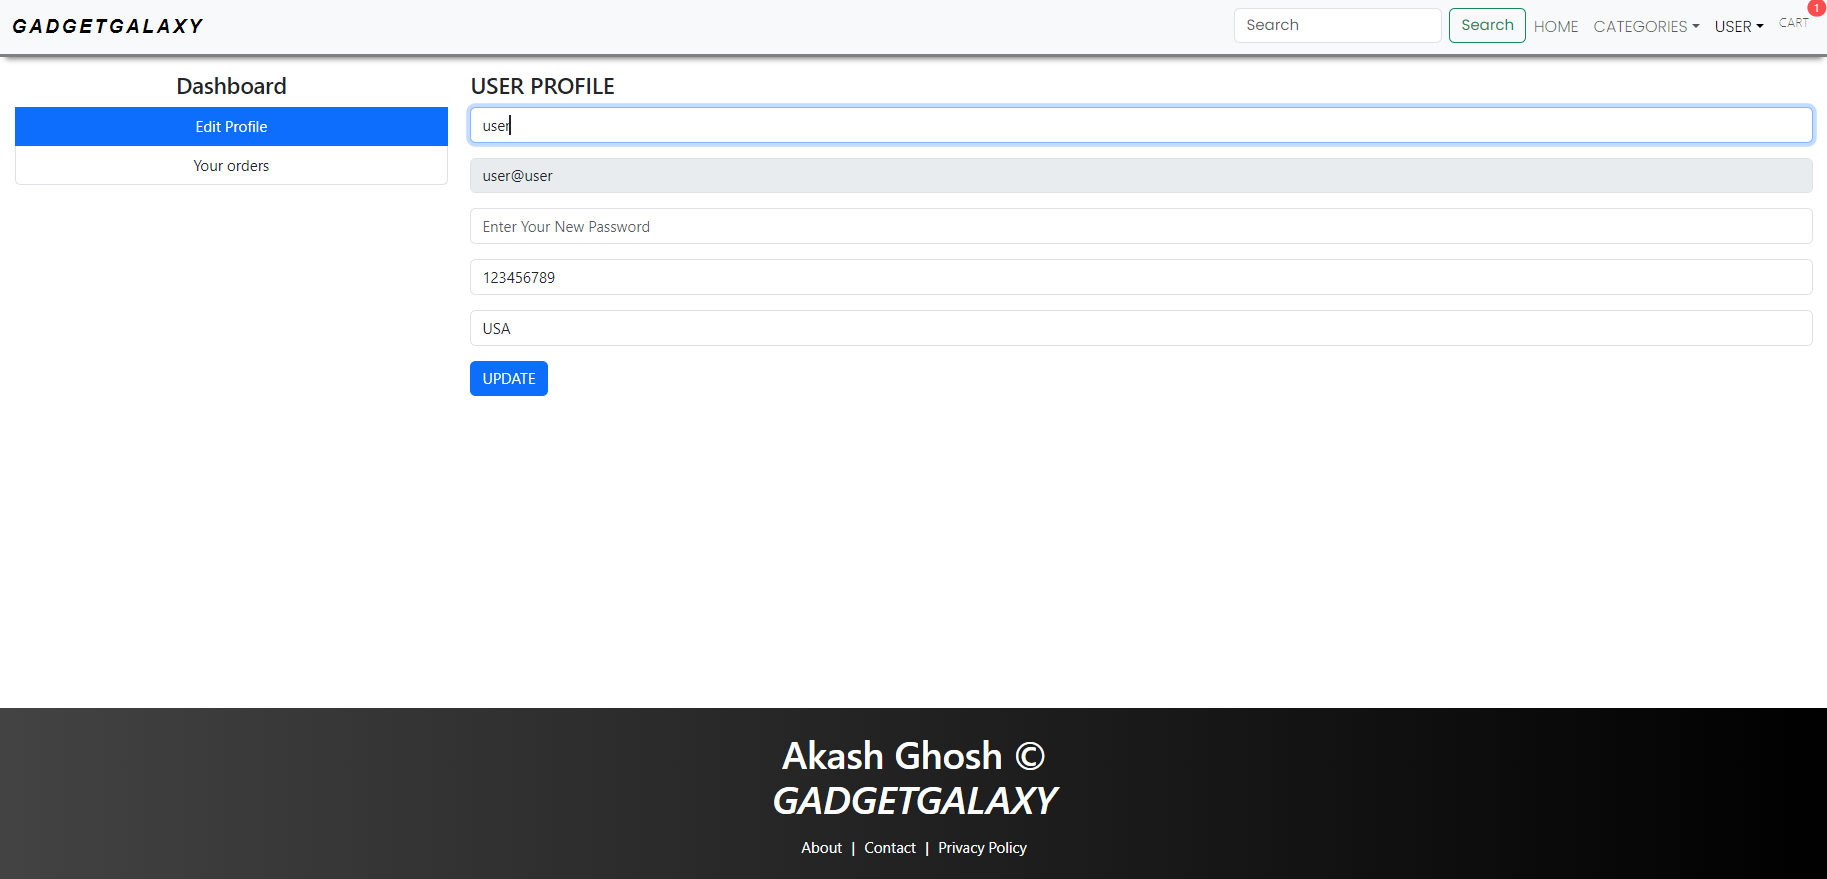 GADGETGALAXY
Search Search HOME CATEGORIES USER CART 1
Dashboard
Edit Profile
Your orders
USER PROFILE
user
user@user
Enter Your New Password
123456789
USA
UPDATE
Akash Ghosh ©
GADGETGALAXY
About | Contact | Privacy Policy